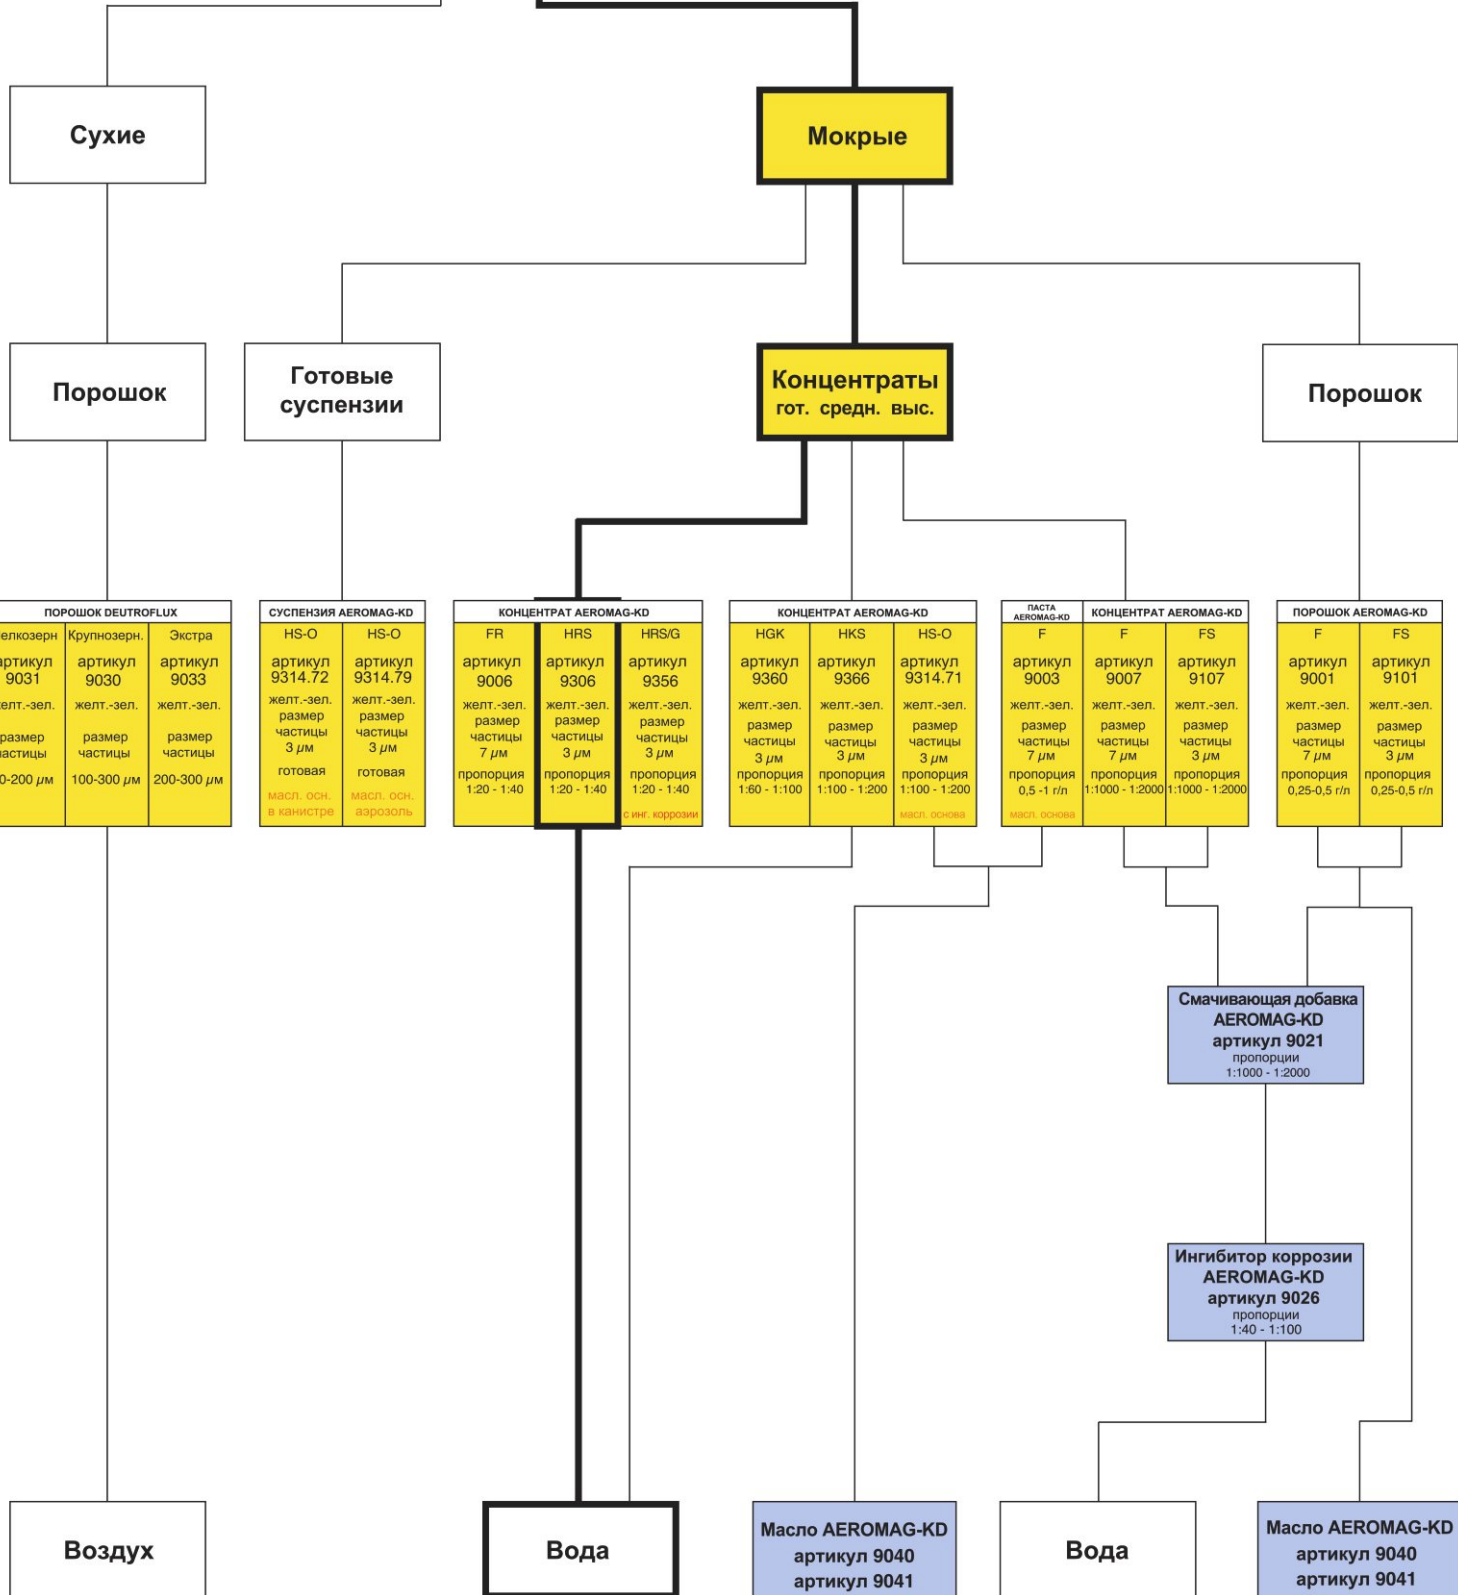 Сухие
Мокрые
Порошок
Готовые
суспензии
Концентраты
гот. средн. выс.
Порошок
ПОРОШОК DEUTROFLUX
елкозерн Крупнозерн. Экстра
артикул артикул артикул
9031 9030 9033
желт.-зел. желт.-зел. желт.-зел.
размер размер размер
частицы частицы частицы
0-200 µм 100-300 µм 200-300 µм
СУСПЕНЗИЯ AEROMAG-KD
HS-O HS-O
артикул артикул
9314.72 9314.79
желт.-зел. желт.-зел.
размер размер
частицы частицы
3 µм 3 µм
готовая готовая
масл. осн. масл. осн.
в канистре аэрозоль
КОНЦЕНТРАТ AEROMAG-KD
FR HRS HRS/G
артикул артикул артикул
9006 9306 9356
желт.-зел. желт.-зел. желт.-зел.
размер размер размер
частицы частицы частицы
7 µм 3 µм 3 µм
пропорция пропорция пропорция
1:20 - 1:40 1:20 - 1:40 1:20 - 1:40
с инг. коррозии
КОНЦЕНТРАТ AEROMAG-KD
HGK HKS HS-O
артикул артикул артикул
9360 9366 9314.71
желт.-зел. желт.-зел. желт.-зел.
размер размер размер
частицы частицы частицы
3 µм 3 µм 3 µм
пропорция пропорция пропорция
1:60 - 1:100 1:100 - 1:200 1:100 - 1:200
масл. основа
ПАСТА
AEROMAG-KD
КОНЦЕНТРАТ AEROMAG-KD
F F FS
артикул артикул артикул
9003 9007 9107
желт.-зел. желт.-зел. желт.-зел.
размер размер размер
частицы частицы частицы
7 µм 7 µм 3 µм
пропорция пропорция пропорция
0,5 -1 г/л 1:1000 - 1:2000 1:1000 - 1:2000
масл. основа
ПОРОШОК AEROMAG-KD
F FS
артикул артикул
9001 9101
желт.-зел. желт.-зел.
размер размер
частицы частицы
7 µм 3 µм
пропорция пропорция
0,25-0,5 г/л 0,25-0,5 г/л
Смачивающая добавка
AEROMAG-KD
артикул 9021
пропорции
1:1000 - 1:2000
Ингибитор коррозии
AEROMAG-KD
артикул 9026
пропорции
1:40 - 1:100
Воздух
Вода
Масло AEROMAG-KD
артикул 9040
артикул 9041
Вода
Масло AEROMAG-KD
артикул 9040
артикул 9041